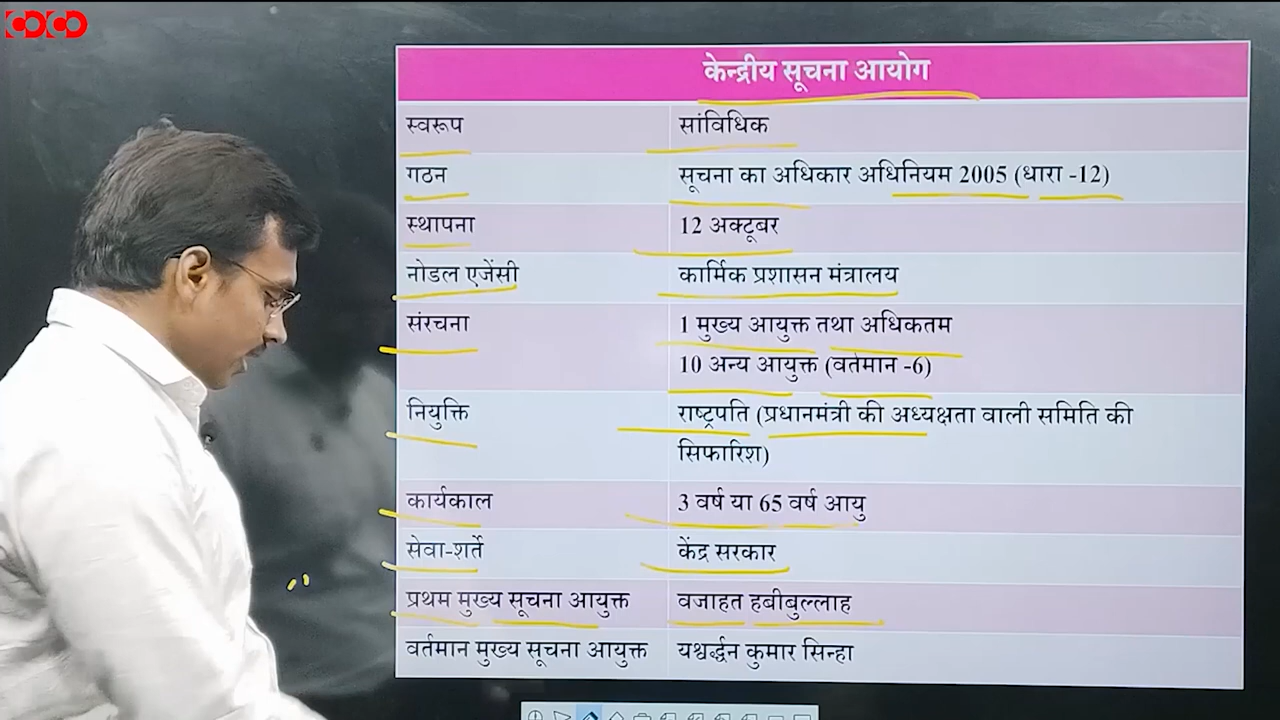 केन्द्रीय सूचना आयोग
स्वरूप सांविधिक
गठन सूचना का अधिकार अधिनियम 2005 (धारा -12)
स्थापना 12 अक्टूबर
नोडल एजेंसी कार्मिक प्रशासन मंत्रालय
संरचना 1 मुख्य आयुक्त तथा अधिकतम
10 अन्य आयुक्त (वर्तमान -6)
नियुक्ति राष्ट्रपति (प्रधानमंत्री की अध्यक्षता वाली समिति की
सिफारिश)
कार्यकाल 3 वर्ष या 65 वर्ष आयु
सेवा-शर्ते केंद्र सरकार
प्रथम मुख्य सूचना आयुक्त वजाहत हबीबुल्लाह
वर्तमान मुख्य सूचना आयुक्त यश्वर्द्धन कुमार सिन्हा